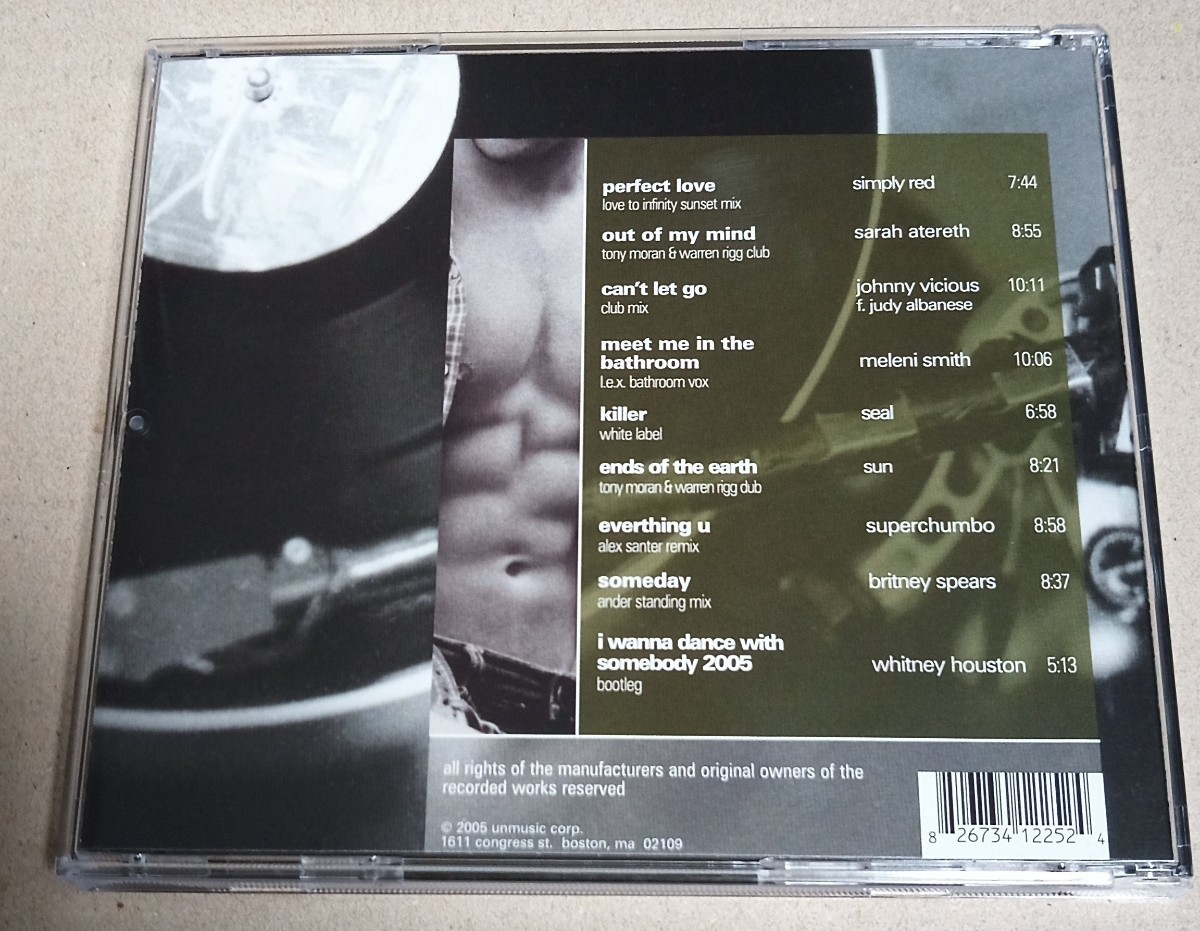 perfect love simply red 7:44
love to infinity sunset mix
out of my mind sarah atereth 8:55
tony moran & warren rigg club
can't let go johnny vicious 10:11
club mix f. judy albanese
meet me in the
bathroom meleni smith 10:06
l.e.x. bathroom vox
killer seal 6:58
white label
ends of the earth sun 8:21
tony moran & warren rigg dub
everthing u superchumbo 8:58
alex santer remix
someday britney spears 8:37
ander standing mix
i wanna dance with
somebody 2005 whitney houston 5:13
bootleg
all rights of the manufacturers and original owners of the
recorded works reserved
© 2005 unmusic corp.
1611 congress st. boston, ma 02109
8 26734 12252 4